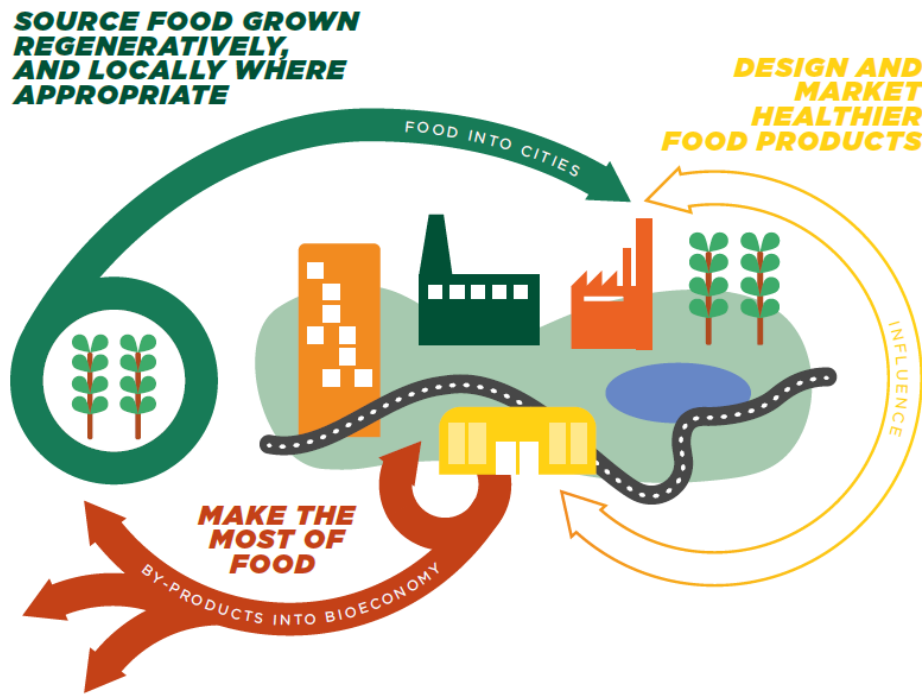 SOURCE FOOD GROWN
REGENERATIVELY,
AND LOCALLY WHERE
APPROPRIATE
DESIGN AND
MARKET
HEALTHIER
FOOD PRODUCTS
FOOD INTO CITIES
INFLUENCE
MAKE THE
MOST OF
FOOD
BY-PRODUCTS INTO BIOECONOMY